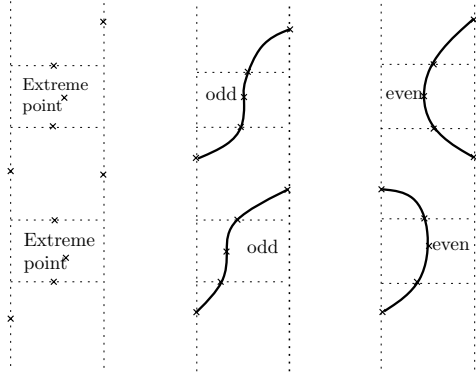 Extreme
point
odd
even
Extreme
point
odd
even